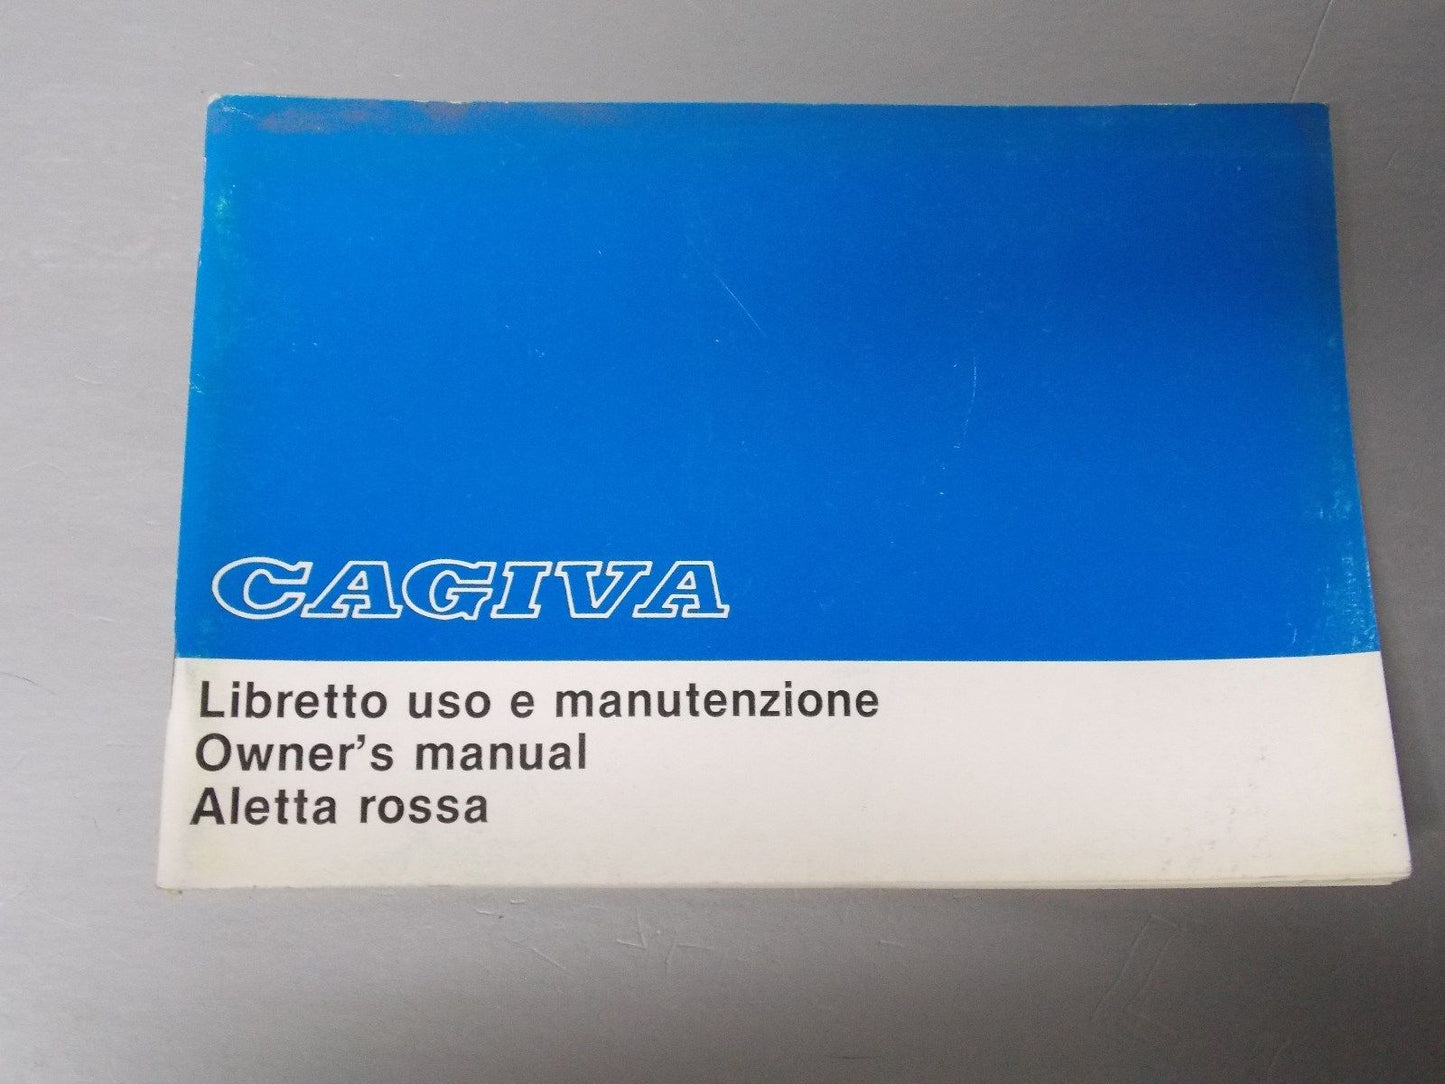 CAGIVA
Libretto uso e manutenzione
Owner's manual
Aletta rossa